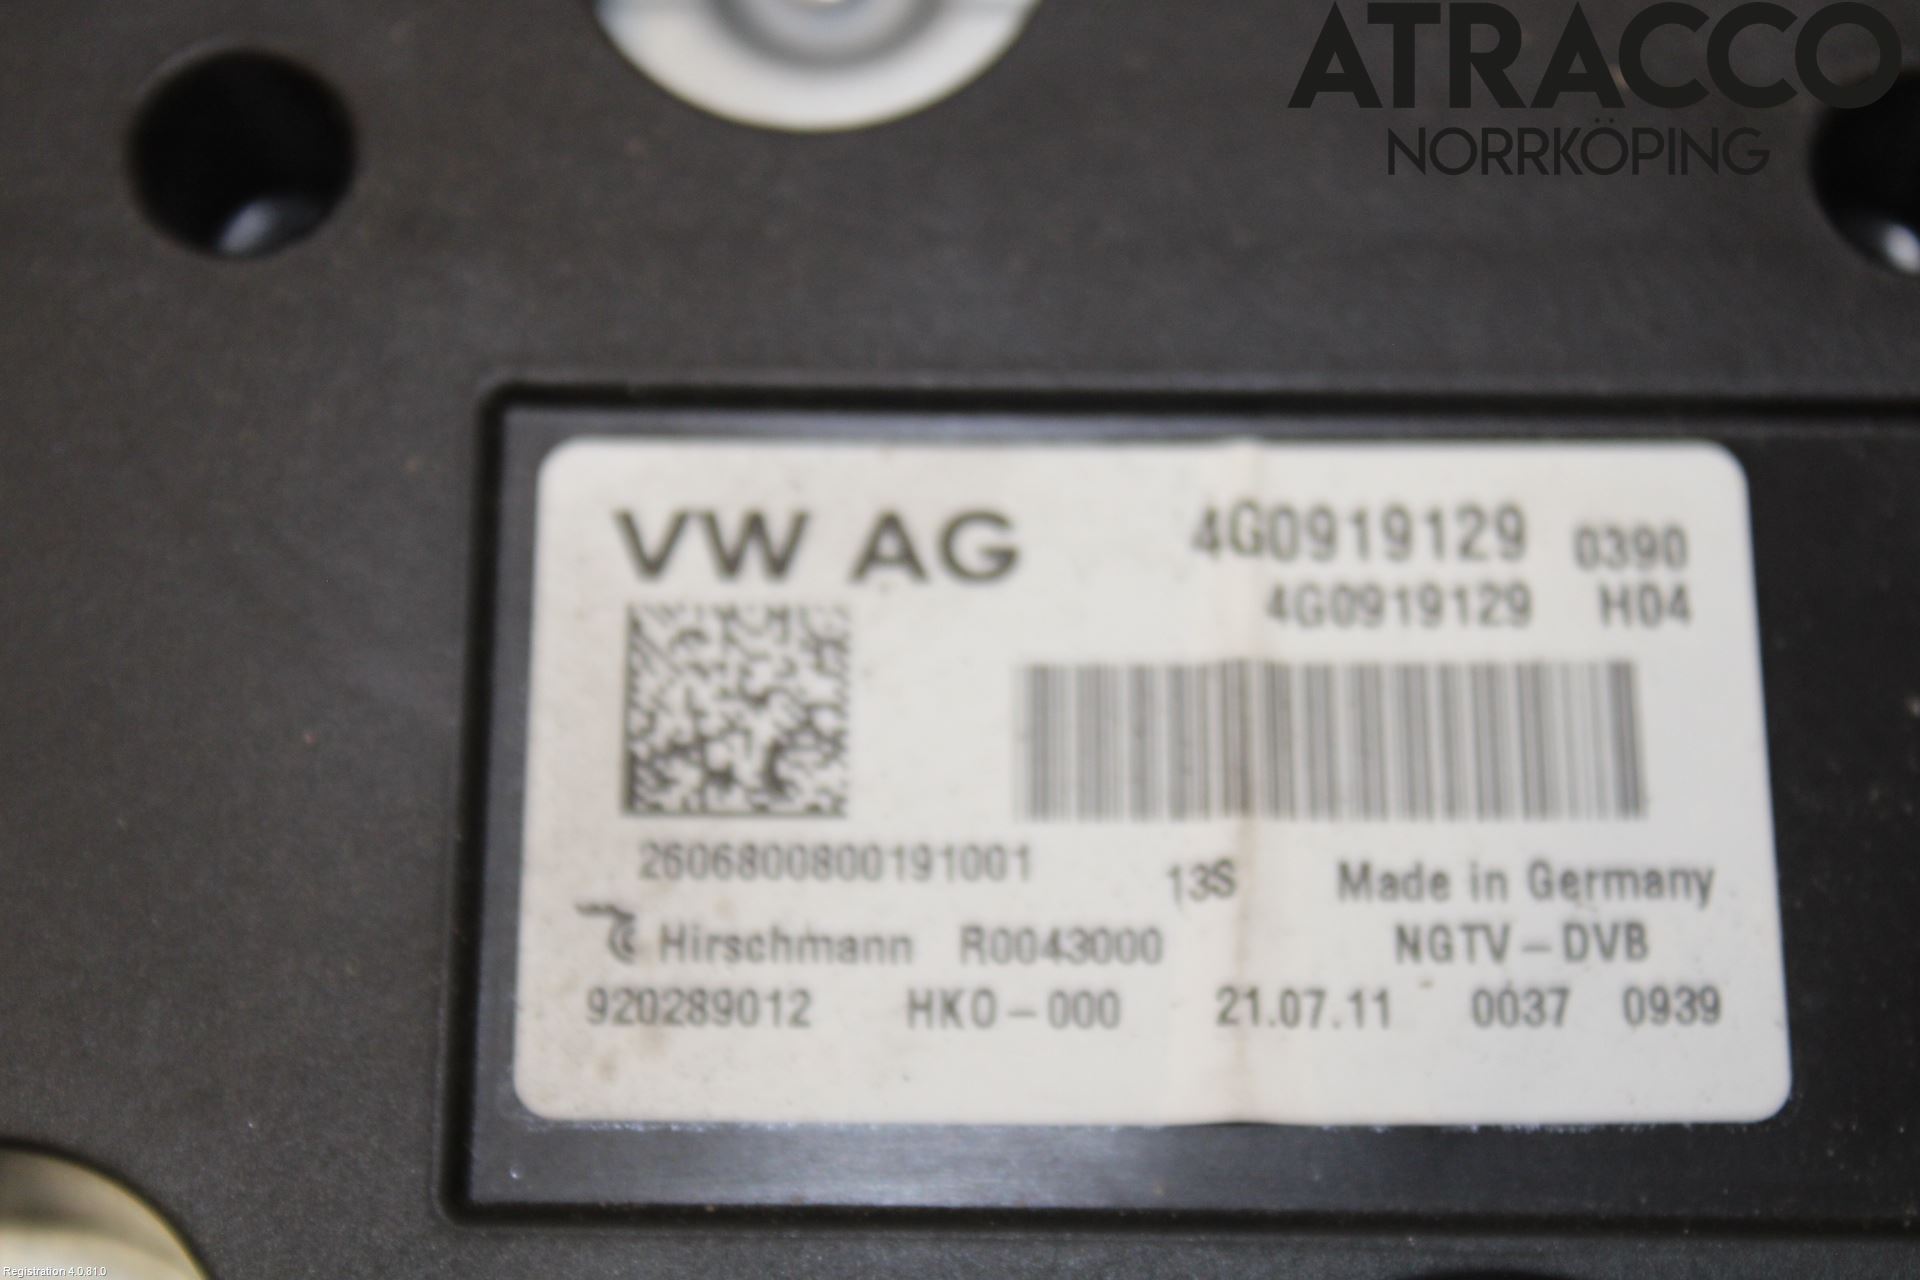 ATRACCO
NORRKÖPING
VW AG 4G0919129 0390
4G0919129 H04
2606800800191001 13S Made in Germany
Hirschmann R0043000 NGTV-DVB
920289012 HK0-000 21.07.11 0037 0939
Registration 4.0.81.0